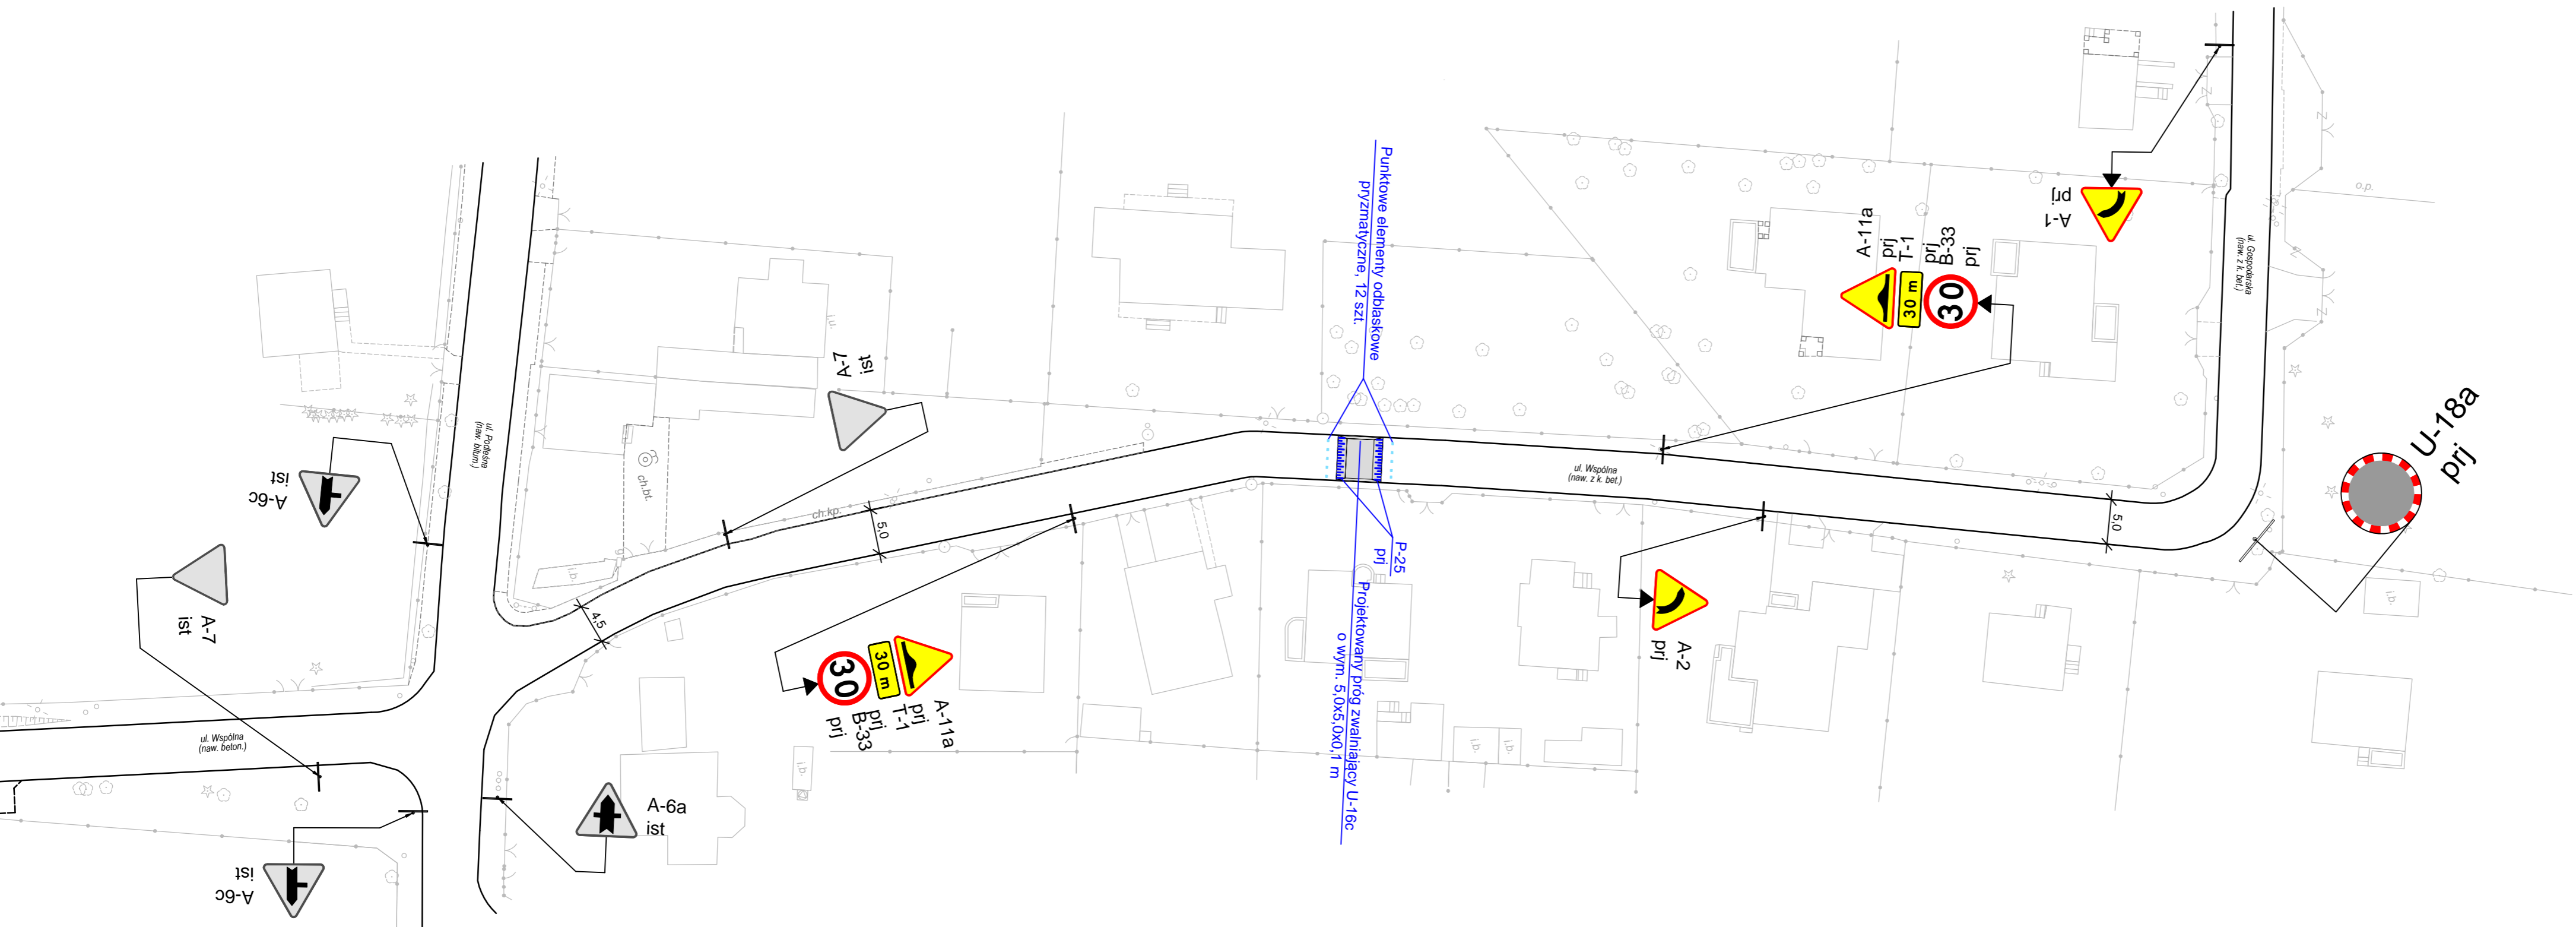 Punktowe elementy odblaskowe
pryzmatyczne, 12 szt.
A-1
prj
A-11a
prj
T-1
prj
B-33
prj
30 m
30
o.p.
ul. Gospodarska
(naw. z k. bet.)
U-18a
prj
A-7
ist
i.u.
ul. Podleśna
(naw. bitum.)
ch.bt.
A-6c
ist
ch.kp.
5,0
ul. Wspólna
(naw. z k. bet.)
5,0
P-25
prj
Projektowany próg zwalniający U-16c
o wym. 5,0x5,0x0,1 m
i.b.
g
4,5
A-7
ist
A-2
prj
i.b.
30
30 m
A-11a
prj
T-1
prj
B-33
prj
ul. Wspólna
(naw. beton.)
i.b.
i.b.
i.b.
A-6a
ist
A-6c
ist